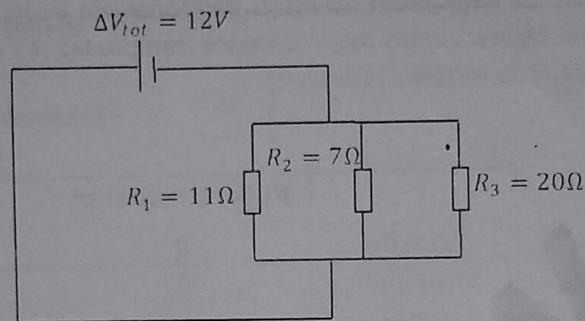 ΔV_tot = 12V
R_2 = 7Ω
R_1 = 11Ω
R_3 = 20Ω